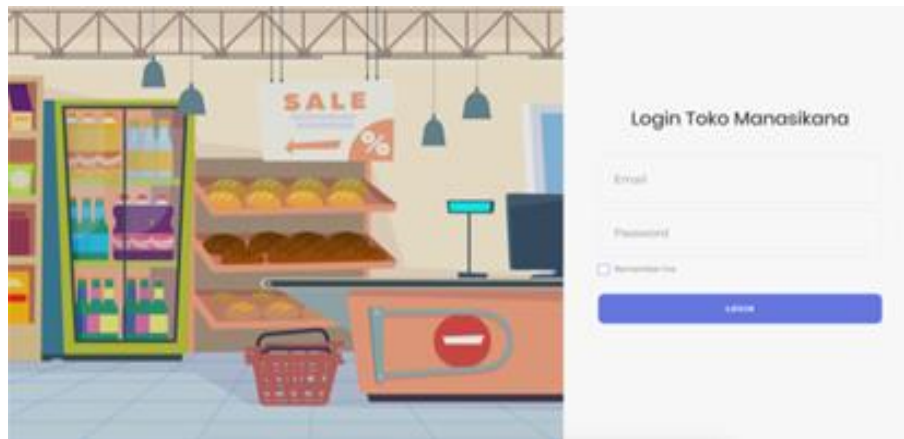 SALE
%
Login Toko Manasikana
Email
Password
Remember me
LOGIN